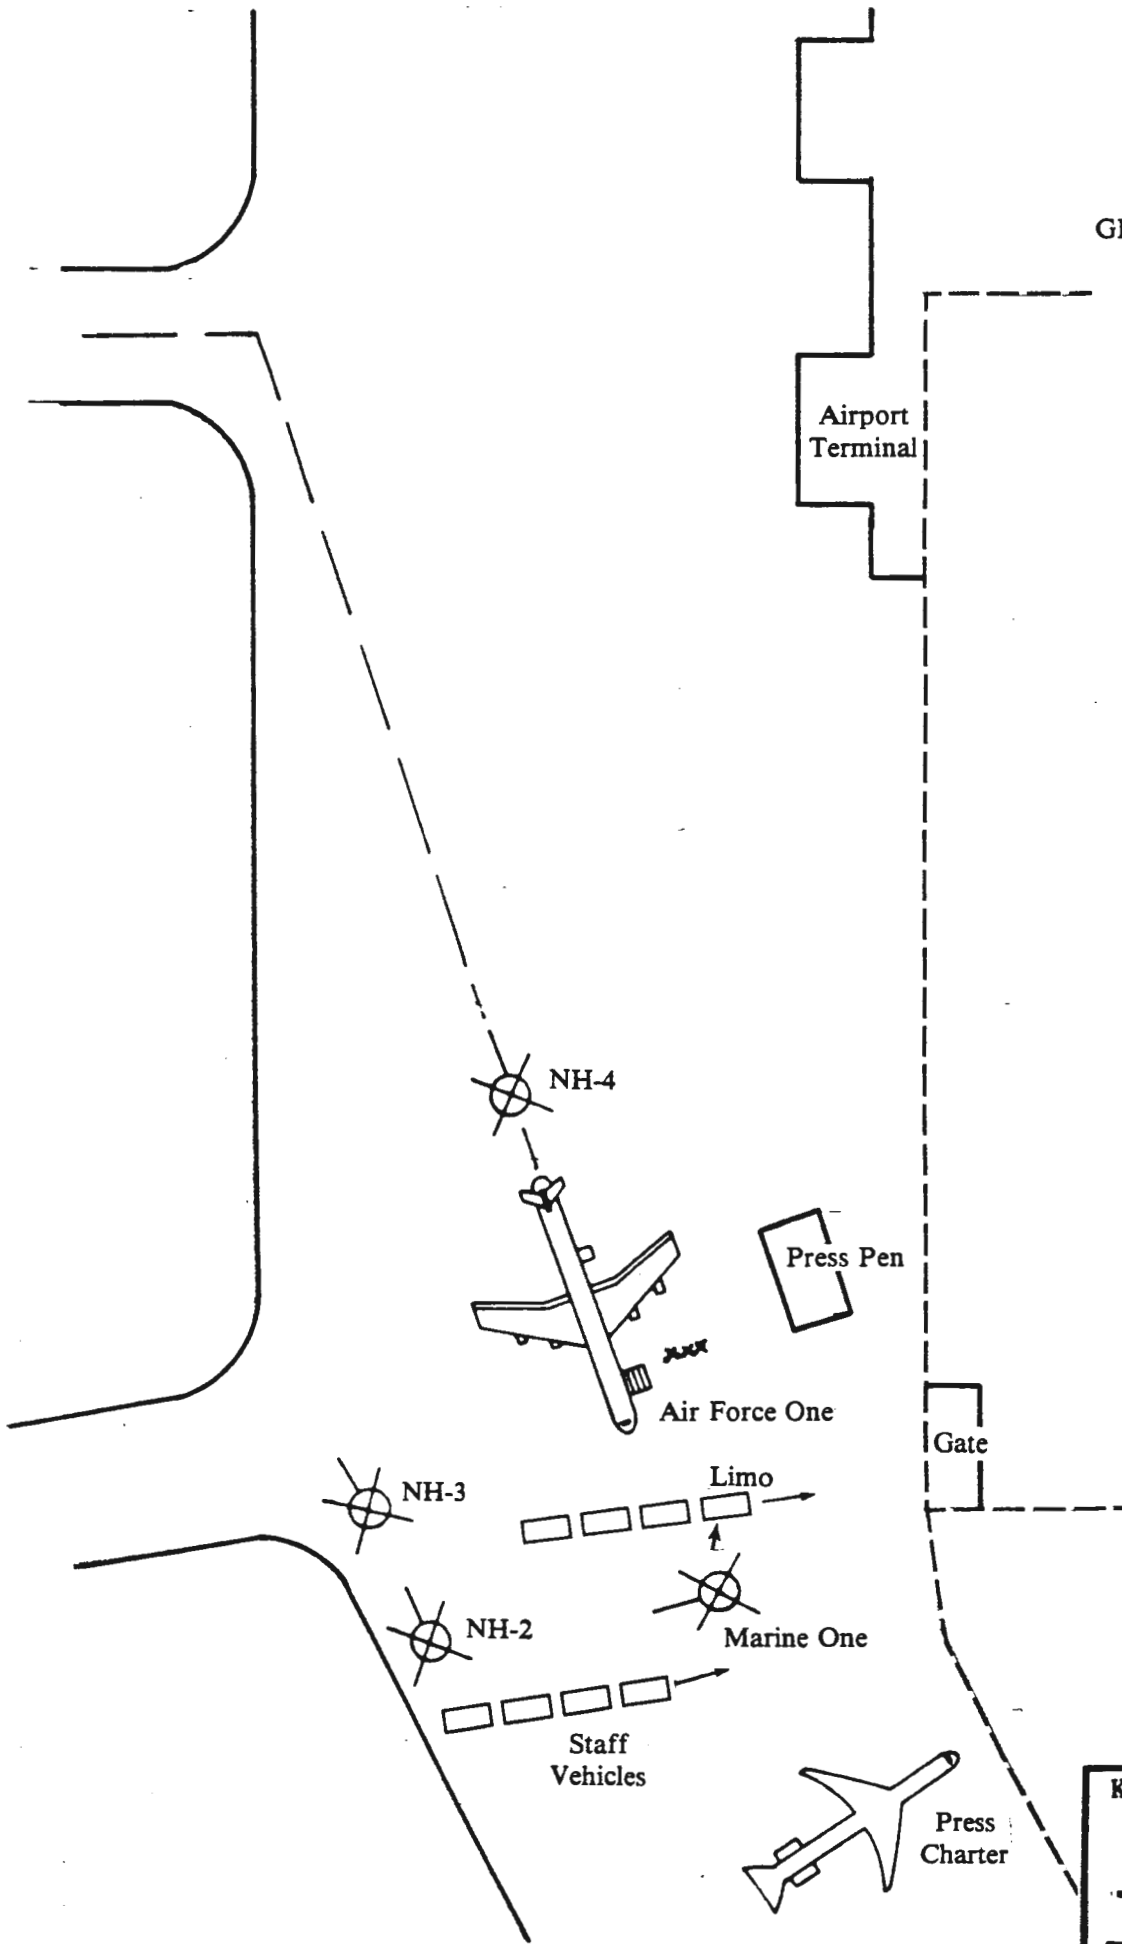 Airport
Terminal
NH-4
Press Pen
Air Force One
Gate
Limo
NH-3
NH-2
Marine One
Staff
Vehicles
Press
Charter